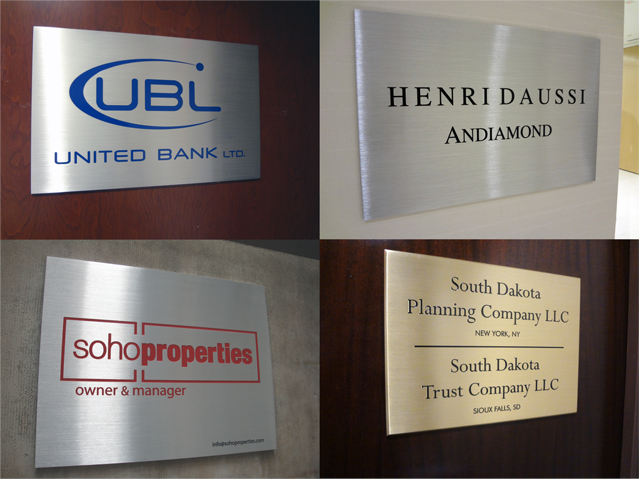 UBL
UNITED BANK LTD.
HENRI DAUSSI
ANDIAMOND
sohoproperties
owner & manager
info@sohoproperties.com
South Dakota
Planning Company LLC
NEW YORK, NY
South Dakota
Trust Company LLC
SIOUX FALLS, SD